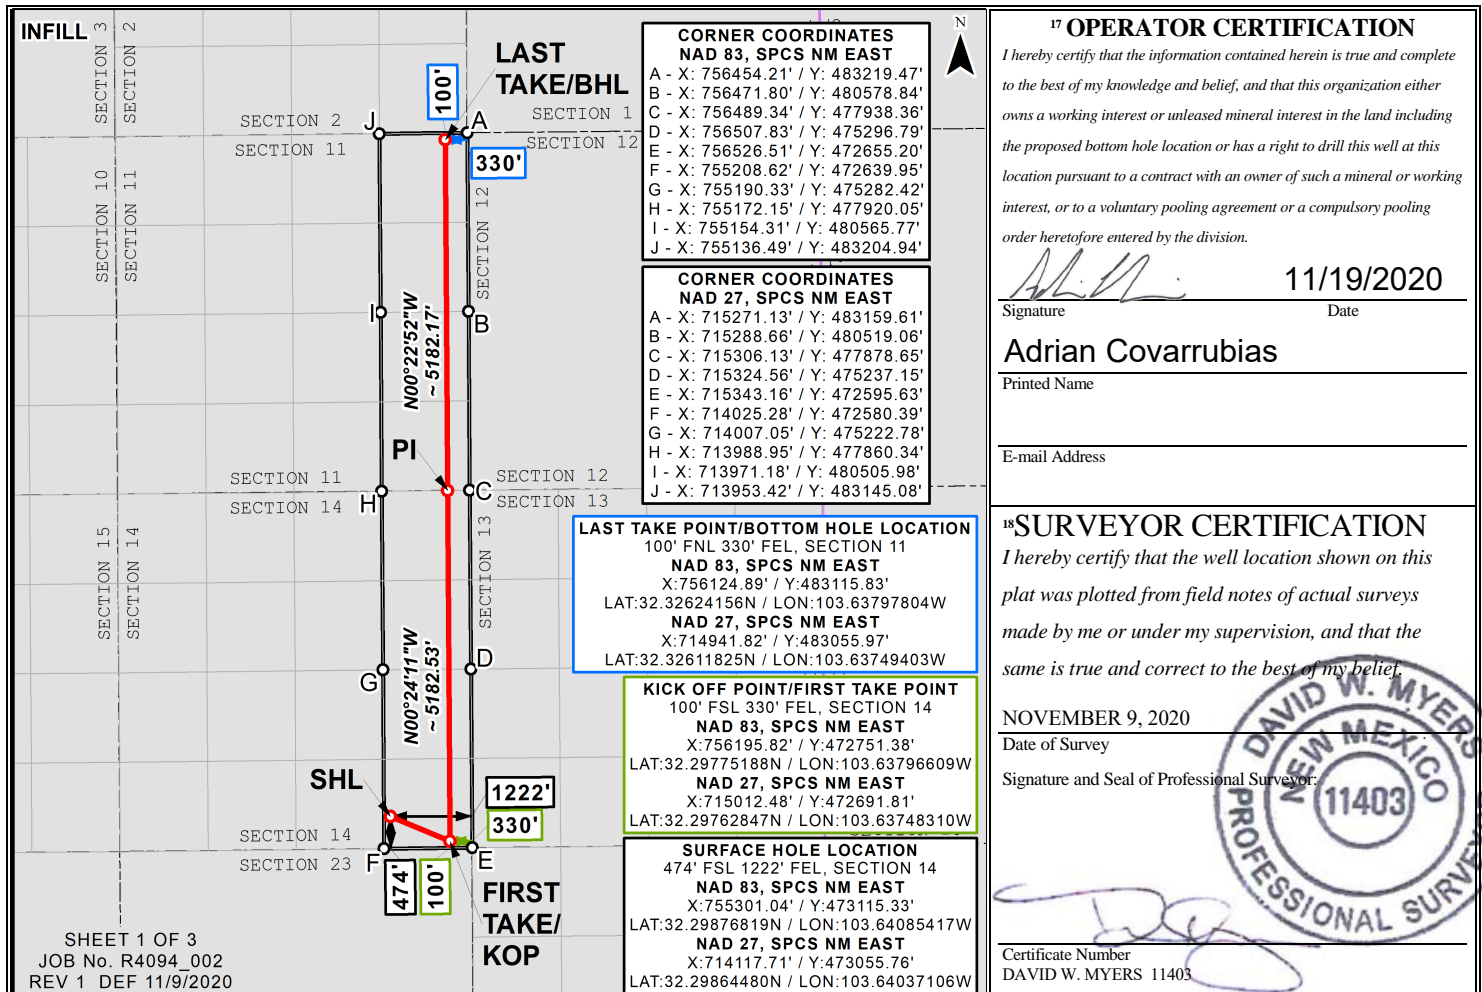 INFILL
SECTION 3
SECTION 2
LAST
TAKE/BHL
100'
SECTION 2
SECTION 11
J
A
SECTION 1
SECTION 12
330'
N
SECTION 10
SECTION 11
SECTION 12
I
B
N00°22'52"W
~ 5182.17'
PI
SECTION 11
SECTION 14
H
C
SECTION 12
SECTION 13
SECTION 15
SECTION 14
SECTION 13
G
D
N00°24'11"W
~ 5182.53'
SHL
1222'
330'
SECTION 14
SECTION 23
F
E
474'
100'
FIRST
TAKE/
KOP
SHEET 1 OF 3
JOB No. R4094_002
REV 1 DEF 11/9/2020
CORNER COORDINATES
NAD 83, SPCS NM EAST
A - X: 756454.21' / Y: 483219.47'
B - X: 756471.80' / Y: 480578.84'
C - X: 756489.34' / Y: 477938.36'
D - X: 756507.83' / Y: 475296.79'
E - X: 756526.51' / Y: 472655.20'
F - X: 755208.62' / Y: 472639.95'
G - X: 755190.33' / Y: 475282.42'
H - X: 755172.15' / Y: 477920.05'
I - X: 755154.31' / Y: 480565.77'
J - X: 755136.49' / Y: 483204.94'
CORNER COORDINATES
NAD 27, SPCS NM EAST
A - X: 715271.13' / Y: 483159.61'
B - X: 715288.66' / Y: 480519.06'
C - X: 715306.13' / Y: 477878.65'
D - X: 715324.56' / Y: 475237.15'
E - X: 715343.16' / Y: 472595.63'
F - X: 714025.28' / Y: 472580.39'
G - X: 714007.05' / Y: 475222.78'
H - X: 713988.95' / Y: 477860.34'
I - X: 713971.18' / Y: 480505.98'
J - X: 713953.42' / Y: 483145.08'
LAST TAKE POINT/BOTTOM HOLE LOCATION
100' FNL 330' FEL, SECTION 11
NAD 83, SPCS NM EAST
X:756124.89' / Y:483115.83'
LAT:32.32624156N / LON:103.63797804W
NAD 27, SPCS NM EAST
X:714941.82' / Y:483055.97'
LAT:32.32611825N / LON:103.63749403W
KICK OFF POINT/FIRST TAKE POINT
100' FSL 330' FEL, SECTION 14
NAD 83, SPCS NM EAST
X:756195.82' / Y:472751.38'
LAT:32.29775188N / LON:103.63796609W
NAD 27, SPCS NM EAST
X:715012.48' / Y:472691.81'
LAT:32.29762847N / LON:103.63748310W
SURFACE HOLE LOCATION
474' FSL 1222' FEL, SECTION 14
NAD 83, SPCS NM EAST
X:755301.04' / Y:473115.33'
LAT:32.29876819N / LON:103.64085417W
NAD 27, SPCS NM EAST
X:714117.71' / Y:473055.76'
LAT:32.29864480N / LON:103.64037106W
17 OPERATOR CERTIFICATION
I hereby certify that the information contained herein is true and complete
to the best of my knowledge and belief, and that this organization either
owns a working interest or unleased mineral interest in the land including
the proposed bottom hole location or has a right to drill this well at this
location pursuant to a contract with an owner of such a mineral or working
interest, or to a voluntary pooling agreement or a compulsory pooling
order heretofore entered by the division.
11/19/2020
Signature Date
Adrian Covarrubias
Printed Name
E-mail Address
18 SURVEYOR CERTIFICATION
I hereby certify that the well location shown on this
plat was plotted from field notes of actual surveys
made by me or under my supervision, and that the
same is true and correct to the best of my belief.
NOVEMBER 9, 2020
Date of Survey
Signature and Seal of Professional Surveyor:
DAVID W. MYERS
NEW MEXICO
11403
PROFESSIONAL SURVEYOR
Certificate Number
DAVID W. MYERS 11403